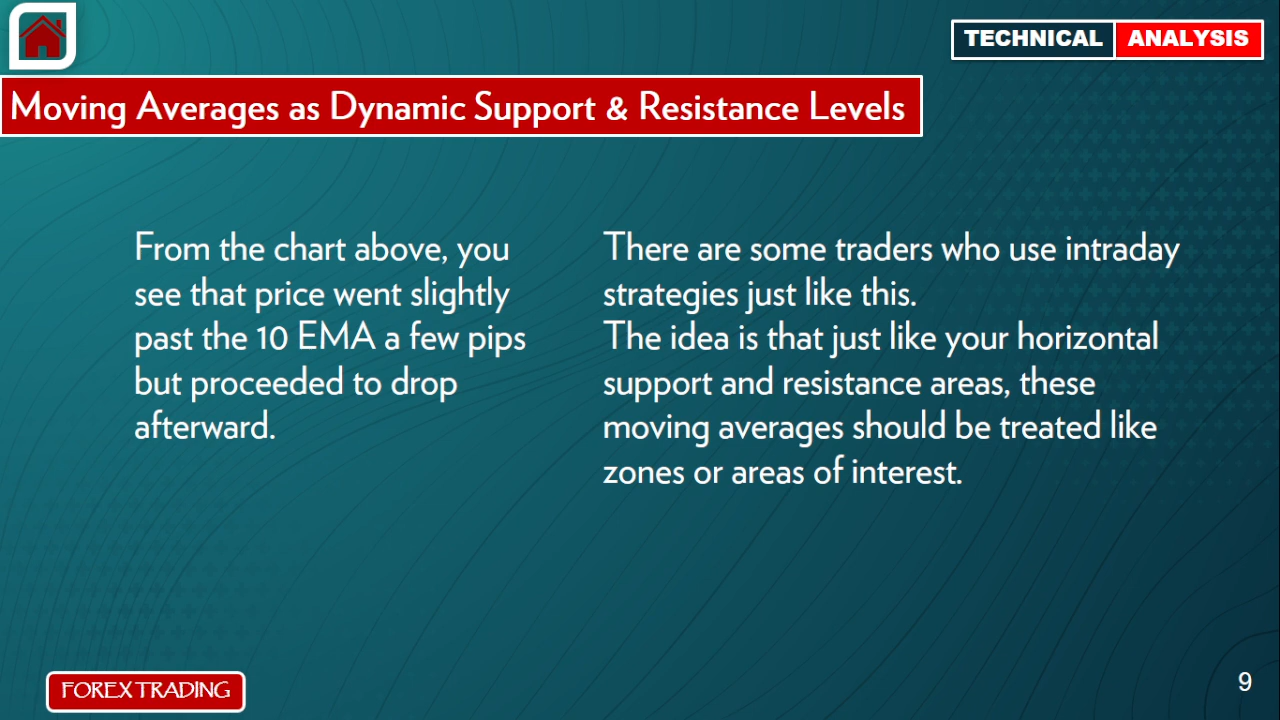 TECHNICAL ANALYSIS
Moving Averages as Dynamic Support & Resistance Levels
From the chart above, you
see that price went slightly
past the 10 EMA a few pips
but proceeded to drop
afterward.
There are some traders who use intraday
strategies just like this.
The idea is that just like your horizontal
support and resistance areas, these
moving averages should be treated like
zones or areas of interest.
FOREX TRADING
9